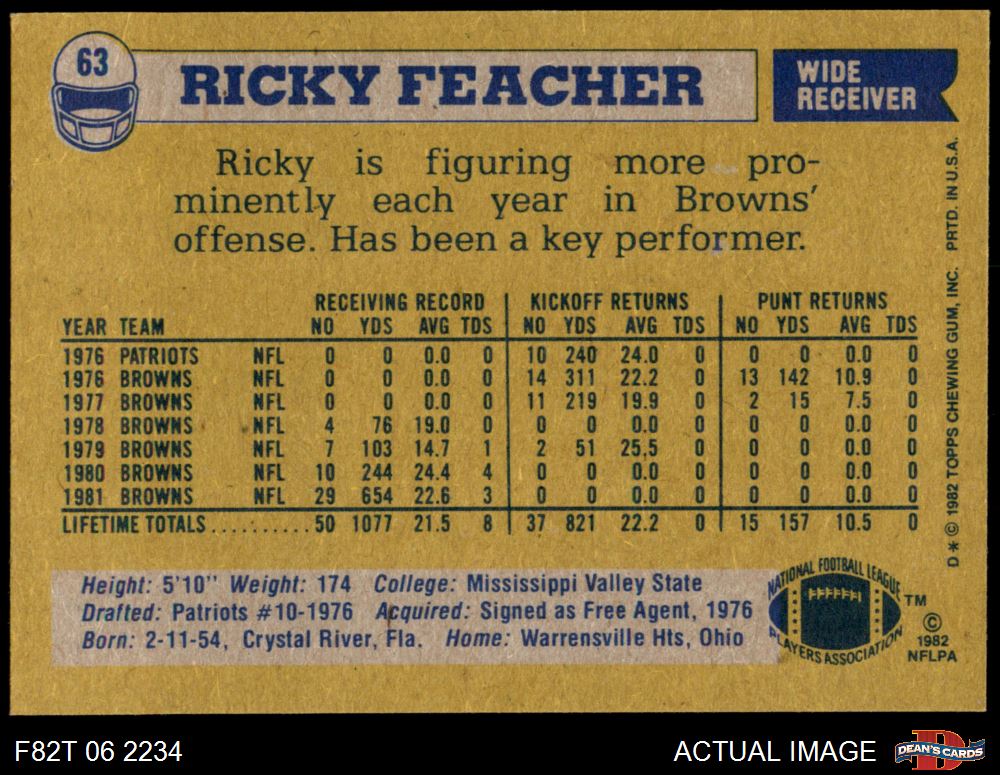 63
RICKY FEACHER
WIDE
RECEIVER
Ricky is figuring more pro-
minently each year in Browns'
offense. Has been a key performer.
RECEIVING RECORD KICKOFF RETURNS PUNT RETURNS
YEAR TEAM NO YDS AVG TDS NO YDS AVG TDS NO YDS AVG TDS
1976 PATRIOTS NFL 0 0 0.0 0 10 240 24.0 0 0 0 0.0 0
1976 BROWNS NFL 0 0 0.0 0 14 311 22.2 0 13 142 10.9 0
1977 BROWNS NFL 0 0 0.0 0 11 219 19.9 0 2 15 7.5 0
1978 BROWNS NFL 4 76 19.0 0 0 0.0 0 0 0 0.0 0
1979 BROWNS NFL 7 103 14.7 1 2 51 25.5 0 0 0 0.0 0
1980 BROWNS NFL 10 244 24.4 4 0 0 0.0 0 0 0 0.0 0
1981 BROWNS NFL 29 654 22.6 3 0 0 0.0 0 0 0 0.0 0
LIFETIME TOTALS.......... 50 1077 21.5 8 37 821 22.2 0 15 157 10.5 0
Height: 5'10" Weight: 174 College: Mississippi Valley State
Drafted: Patriots #10-1976 Acquired: Signed as Free Agent, 1976
Born: 2-11-54, Crystal River, Fla. Home: Warrensville Hts, Ohio
NATIONAL FOOTBALL LEAGUE
PLAYERS ASSOCIATION
TM
©
1982
NFLPA
D * © 1982 TOPPS CHEWING GUM, INC. PRTD. IN U.S.A.
F82T 06 2234
ACTUAL IMAGE
D
DEAN'S CARDS